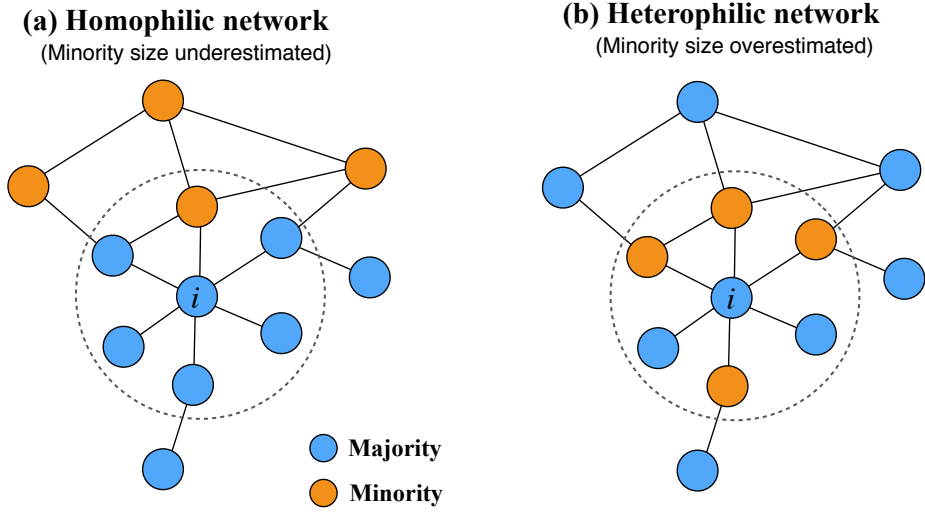 (a) Homophilic network
(Minority size underestimated)
i
(b) Heterophilic network
(Minority size overestimated)
i
Majority
Minority